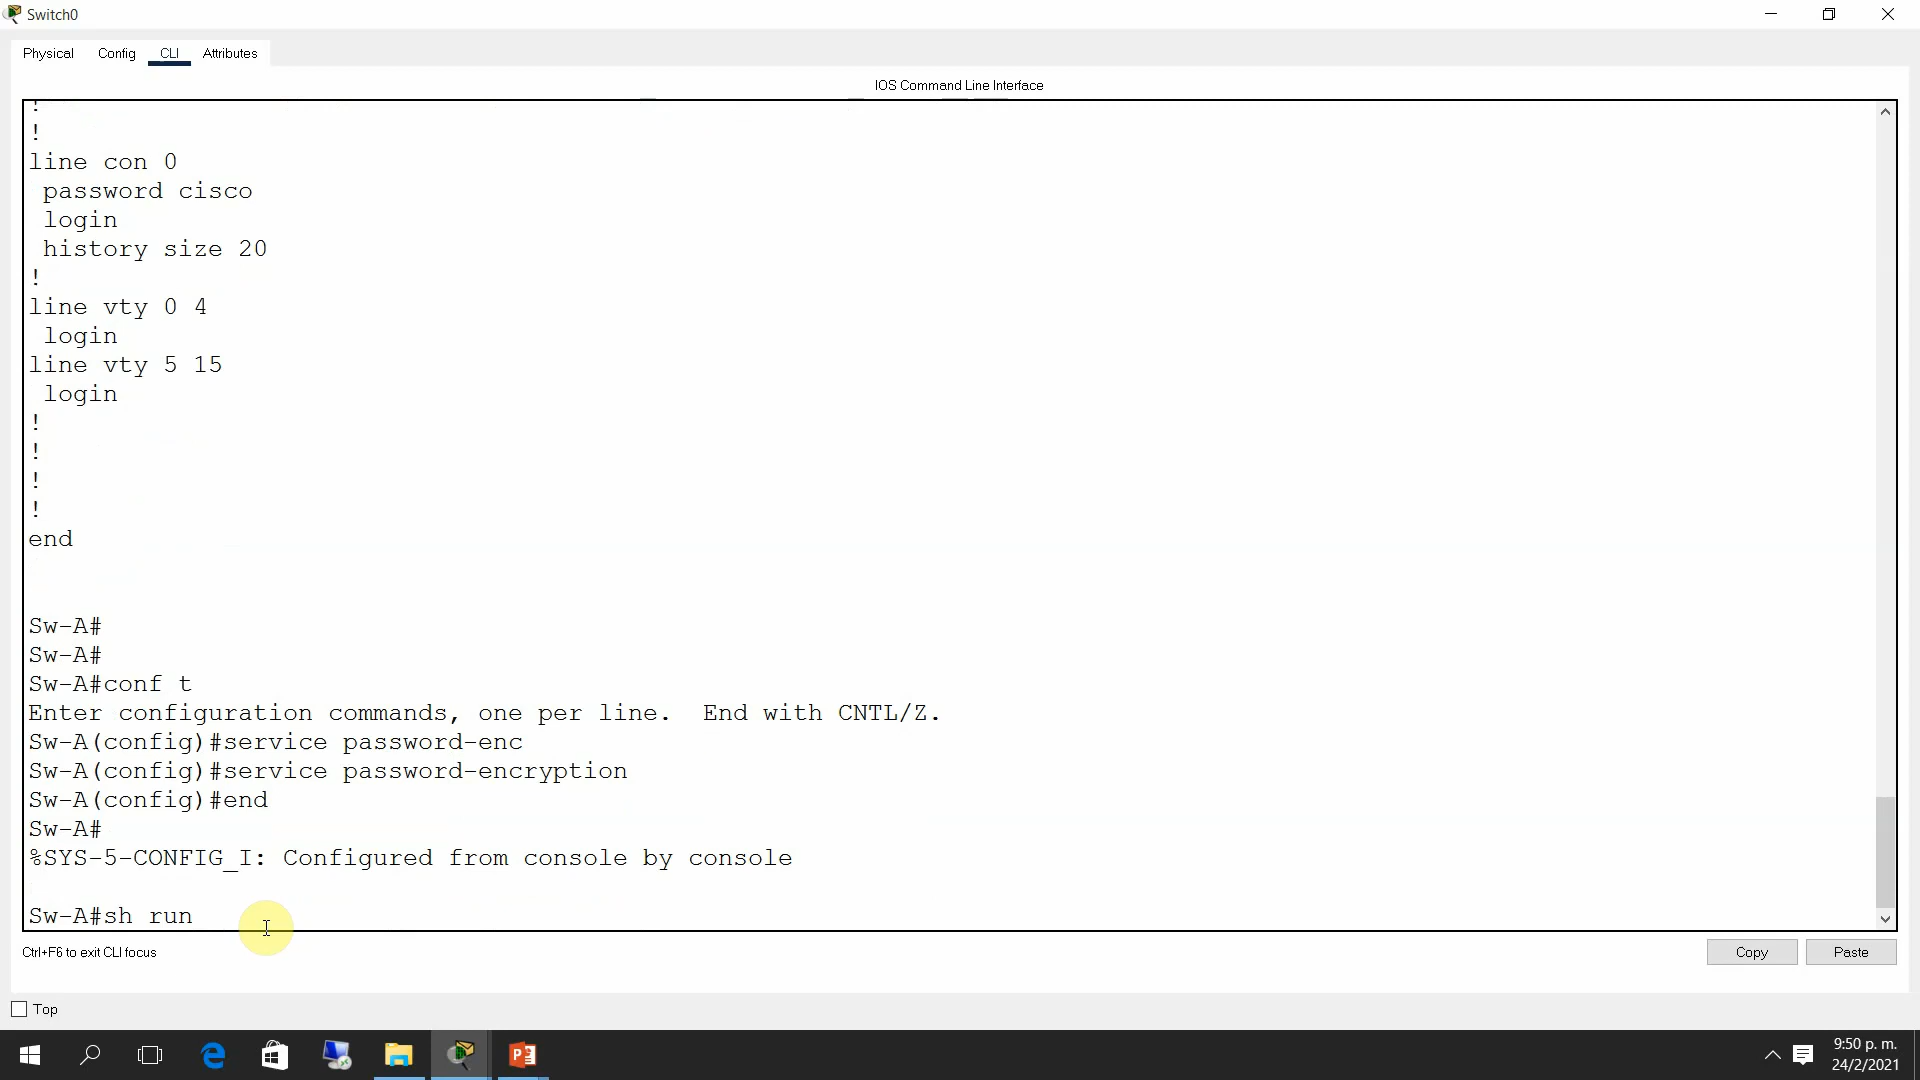 Switch0
Physical Config CLI Attributes
IOS Command Line Interface
!
!
line con 0
 password cisco
 login
 history size 20
!
line vty 0 4
 login
line vty 5 15
 login
!
!
!
!
end
Sw-A#
Sw-A#
Sw-A#conf t
Enter configuration commands, one per line.  End with CNTL/Z.
Sw-A(config)#service password-enc
Sw-A(config)#service password-encryption
Sw-A(config)#end
Sw-A#
%SYS-5-CONFIG_I: Configured from console by console
Sw-A#sh run
Ctrl+F6 to exit CLI focus
Copy Paste
Top
9:50 p. m.
24/2/2021